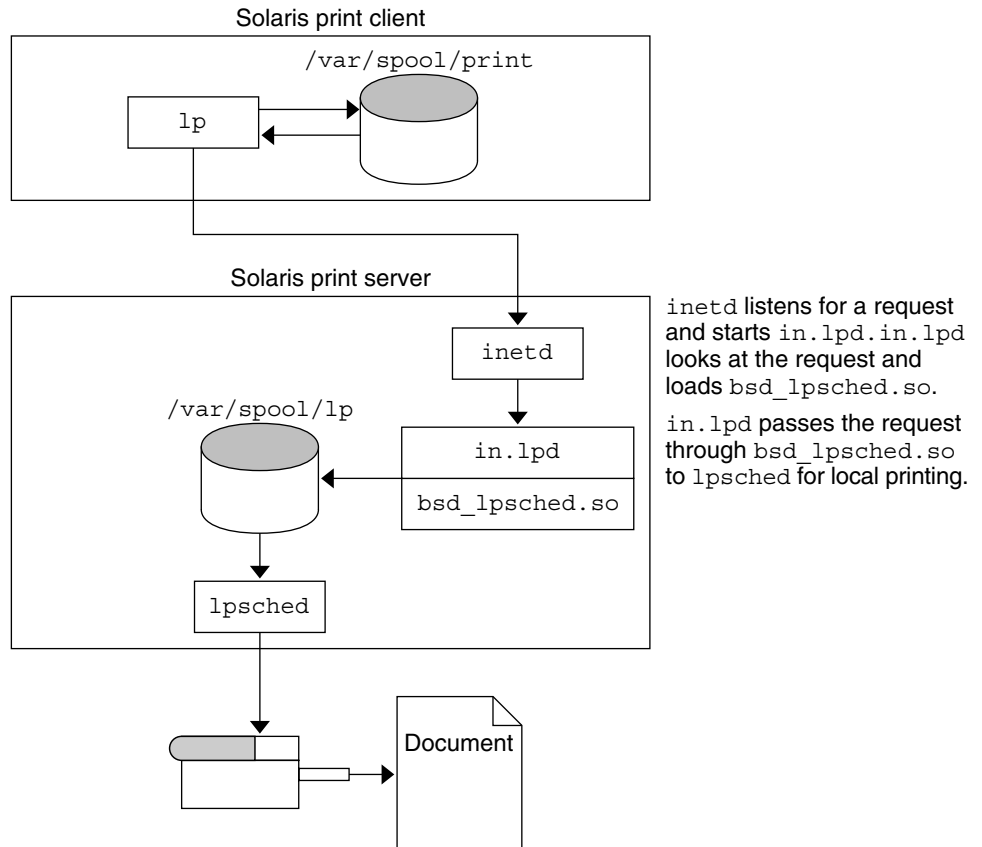 Solaris print client
/var/spool/print
lp
Solaris print server
inetd
/var/spool/lp
in.lpd
bsd_lpsched.so
lpsched
Document
inetd listens for a request
and starts in.lpd.in.lpd
looks at the request and
loads bsd_lpsched.so.
in.lpd passes the request
through bsd_lpsched.so
to lpsched for local printing.